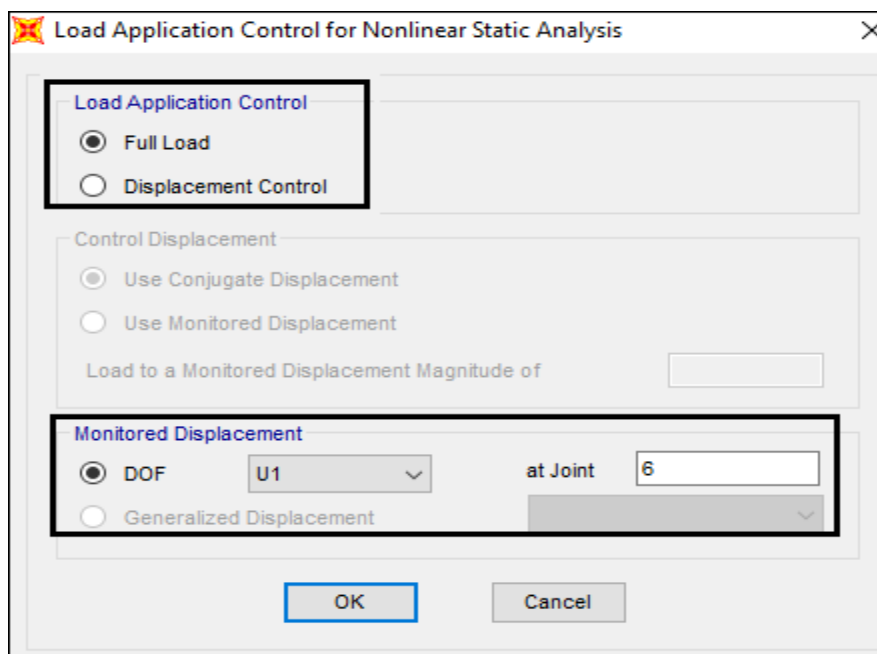 Load Application Control for Nonlinear Static Analysis
Load Application Control
Full Load
Displacement Control
Control Displacement
Use Conjugate Displacement
Use Monitored Displacement
Load to a Monitored Displacement Magnitude of
Monitored Displacement
DOF U1 at Joint 6
Generalized Displacement
OK Cancel